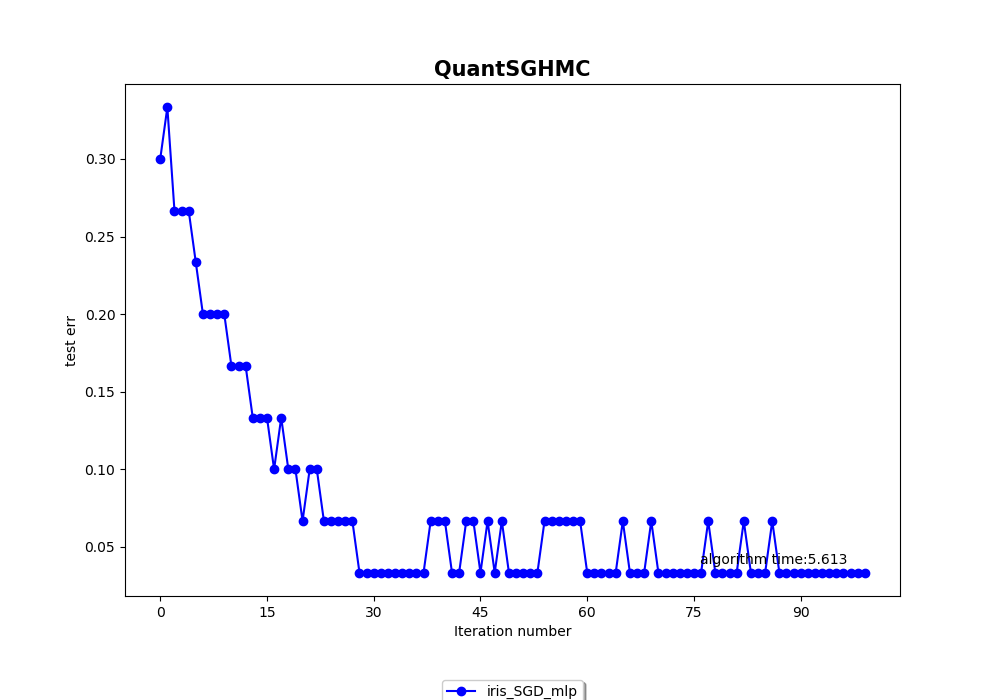 QuantSGHMC
0.30
0.25
0.20
0.15
0.10
0.05
test err
algorithm time:5.613
0 15 30 45 60 75 90
Iteration number
iris_SGD_mlp